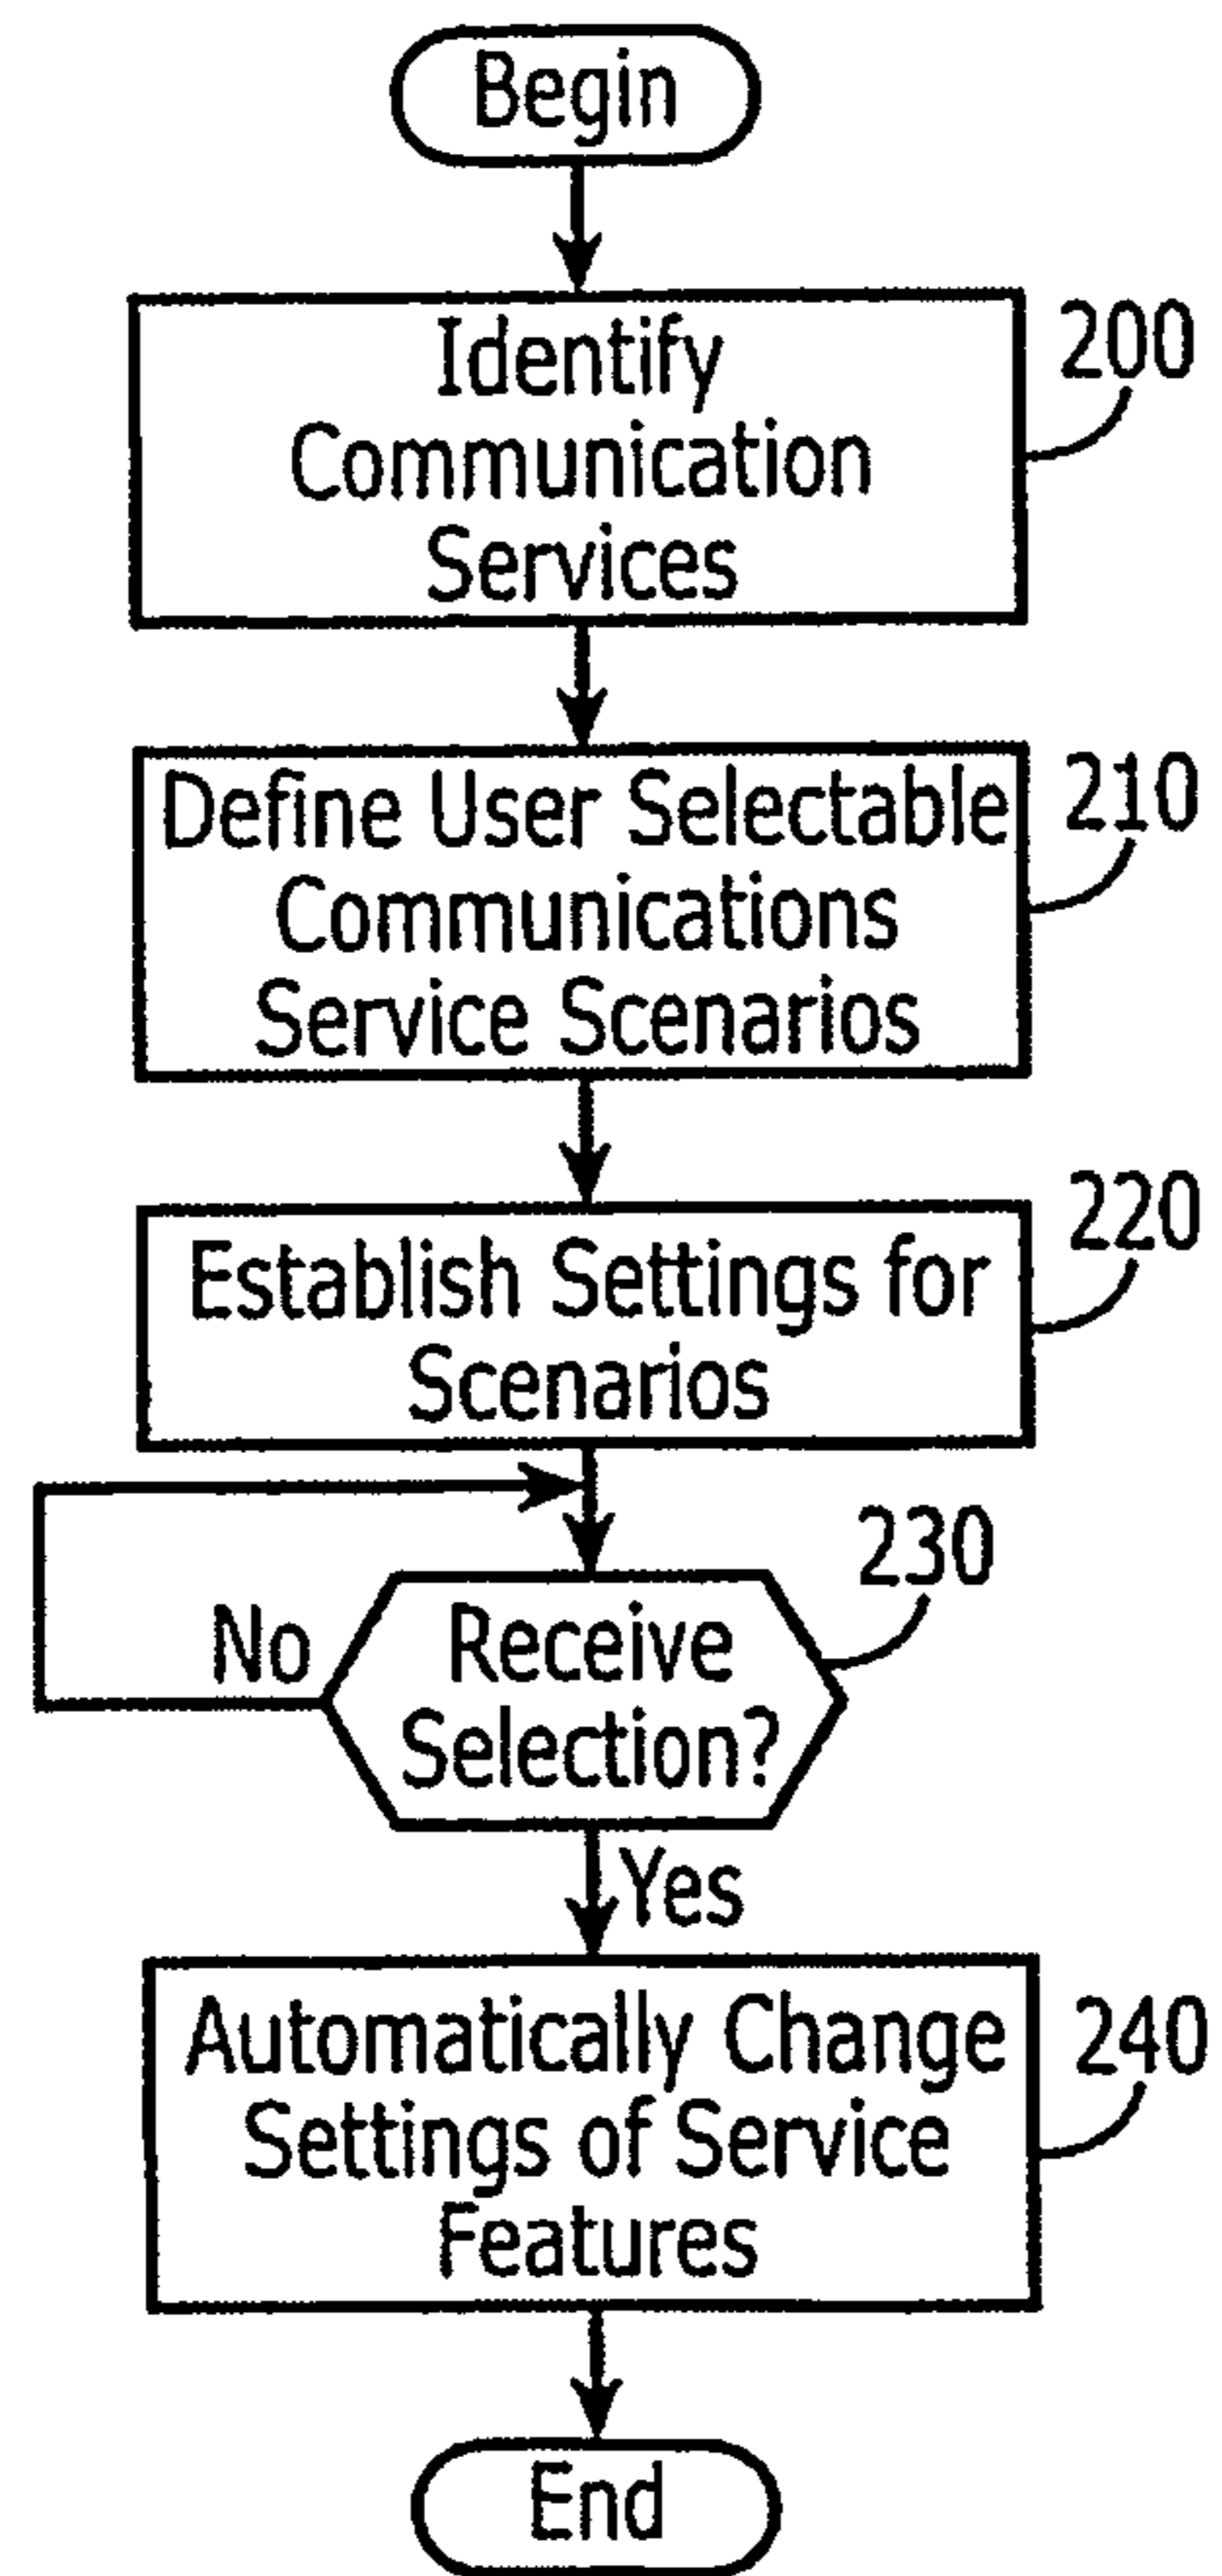 Begin
Identify
Communication
Services
200
Define User Selectable
Communications
Service Scenarios
210
Establish Settings for
Scenarios
220
Receive
Selection?
230
No
Yes
Automatically Change
Settings of Service
Features
240
End